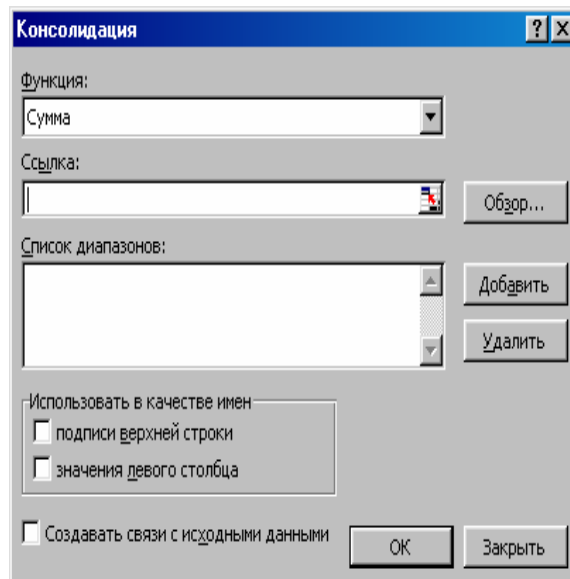 Консолидация
Функция:
Сумма
Ссылка:
Обзор...
Список диапазонов:
Добавить
Удалить
Использовать в качестве имен
подписи верхней строки
значения левого столбца
Создавать связи с исходными данными
ОК
Закрыть